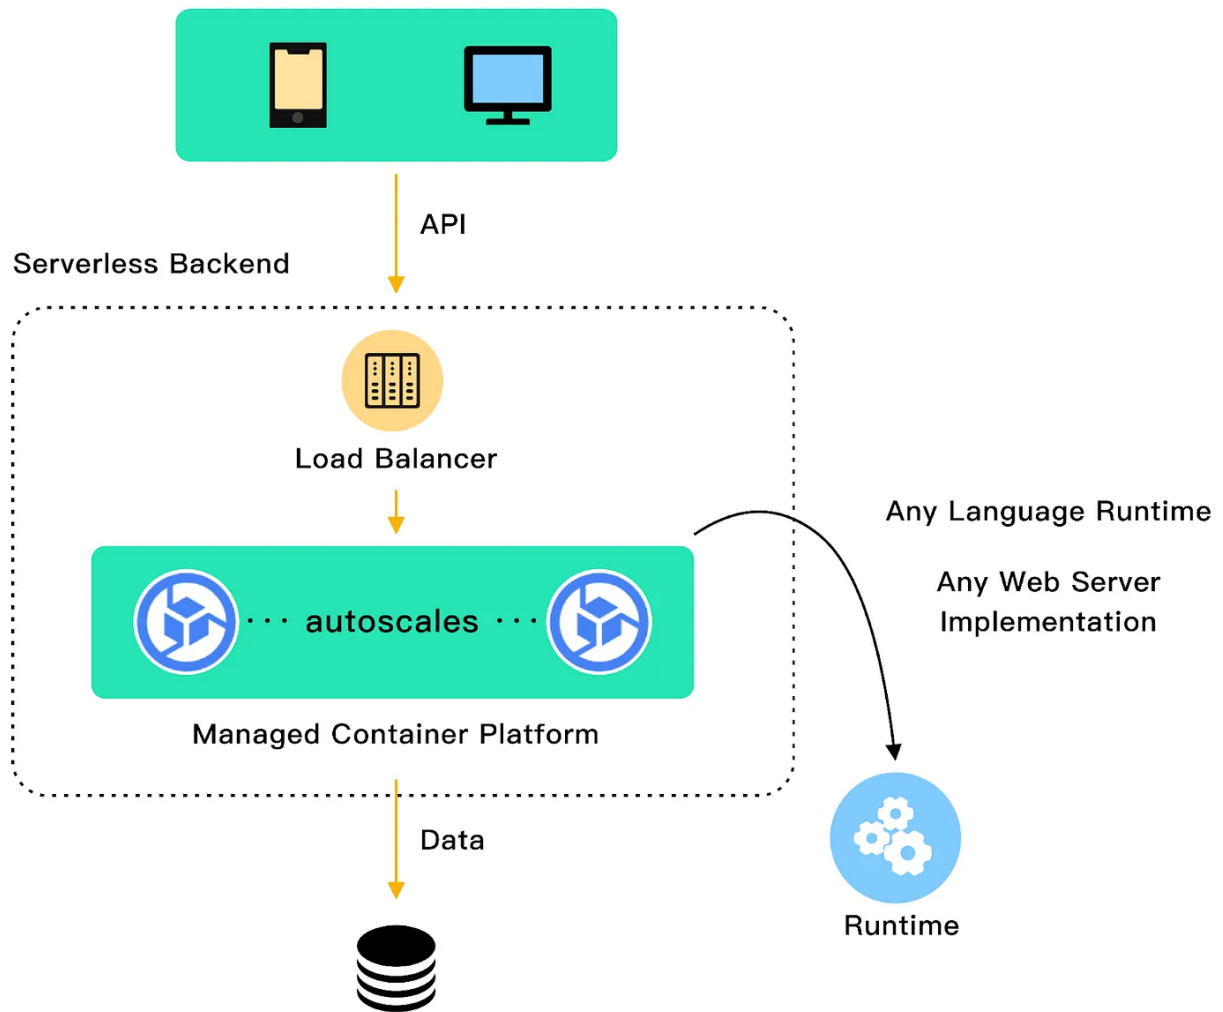 API
Serverless Backend
Load Balancer
Any Language Runtime
Any Web Server
Implementation
··· autoscales ···
Managed Container Platform
Data
Runtime